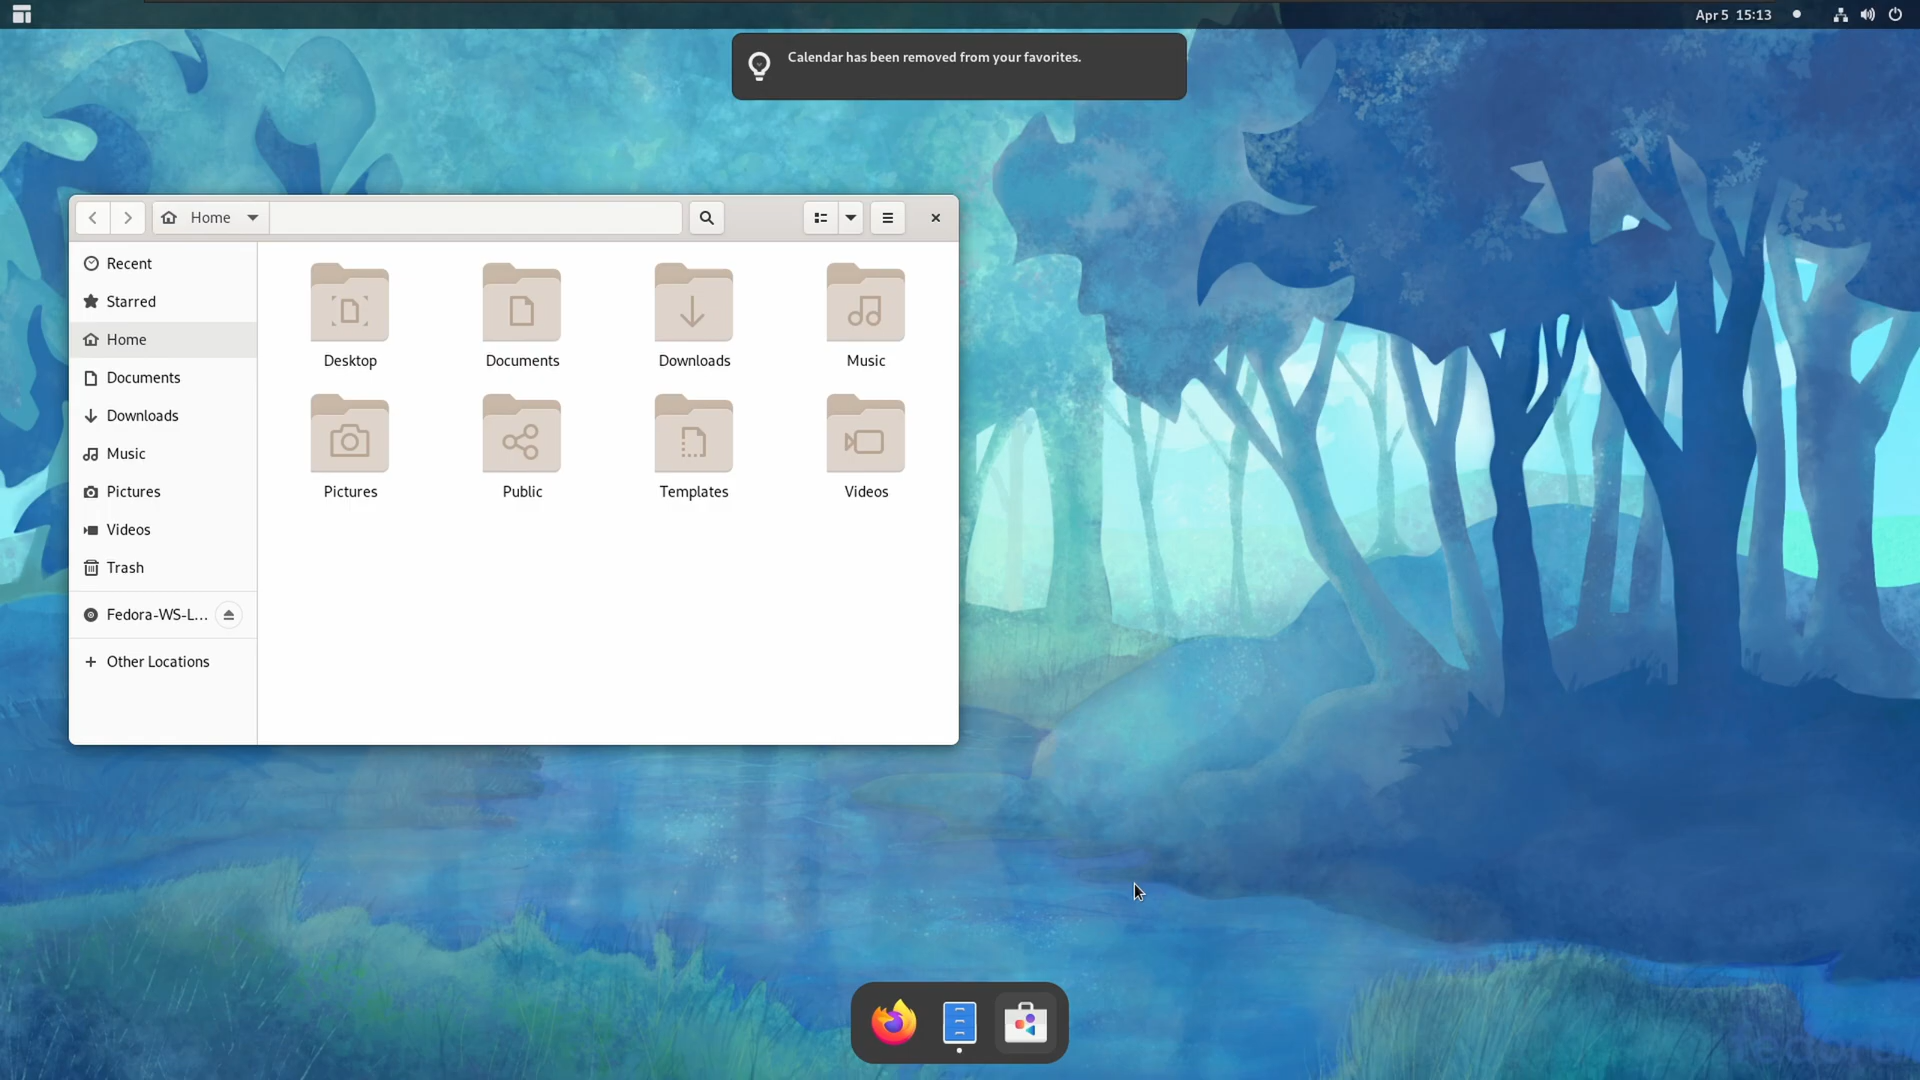 Apr 5 15:13
Calendar has been removed from your favorites.
Home
Recent
Starred
Home
Documents
Downloads
Music
Pictures
Videos
Trash
Fedora-WS-L...
Other Locations
Desktop
Documents
Downloads
Music
Pictures
Public
Templates
Videos
fedora